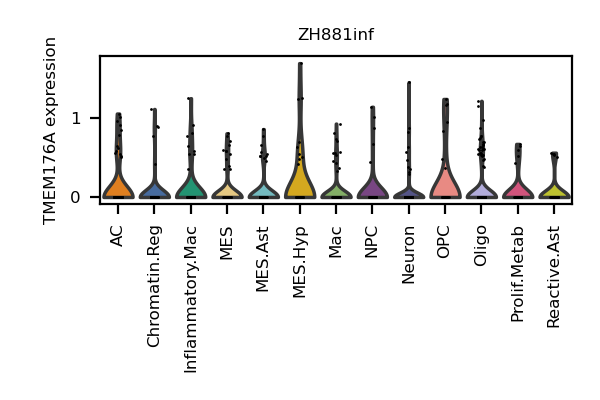 ZH881inf
TMEM176A expression
1
0
AC
Chromatin.Reg
Inflammatory.Mac
MES
MES.Ast
MES.Hyp
Mac
NPC
Neuron
OPC
Oligo
Prolif.Metab
Reactive.Ast